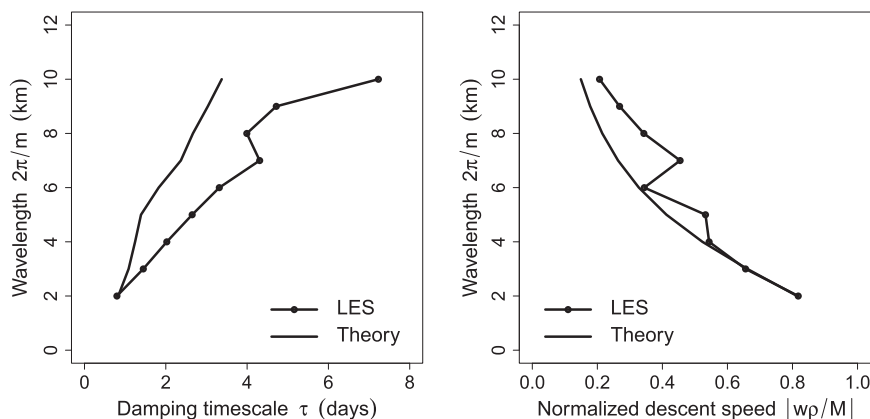 Wavelength 2π/m (km)
12
10
8
6
4
2
0
LES
Theory
0 2 4 6 8
Damping timescale τ (days)
Wavelength 2π/m (km)
12
10
8
6
4
2
0
LES
Theory
0.0 0.2 0.4 0.6 0.8 1.0
Normalized descent speed |wρ/M|